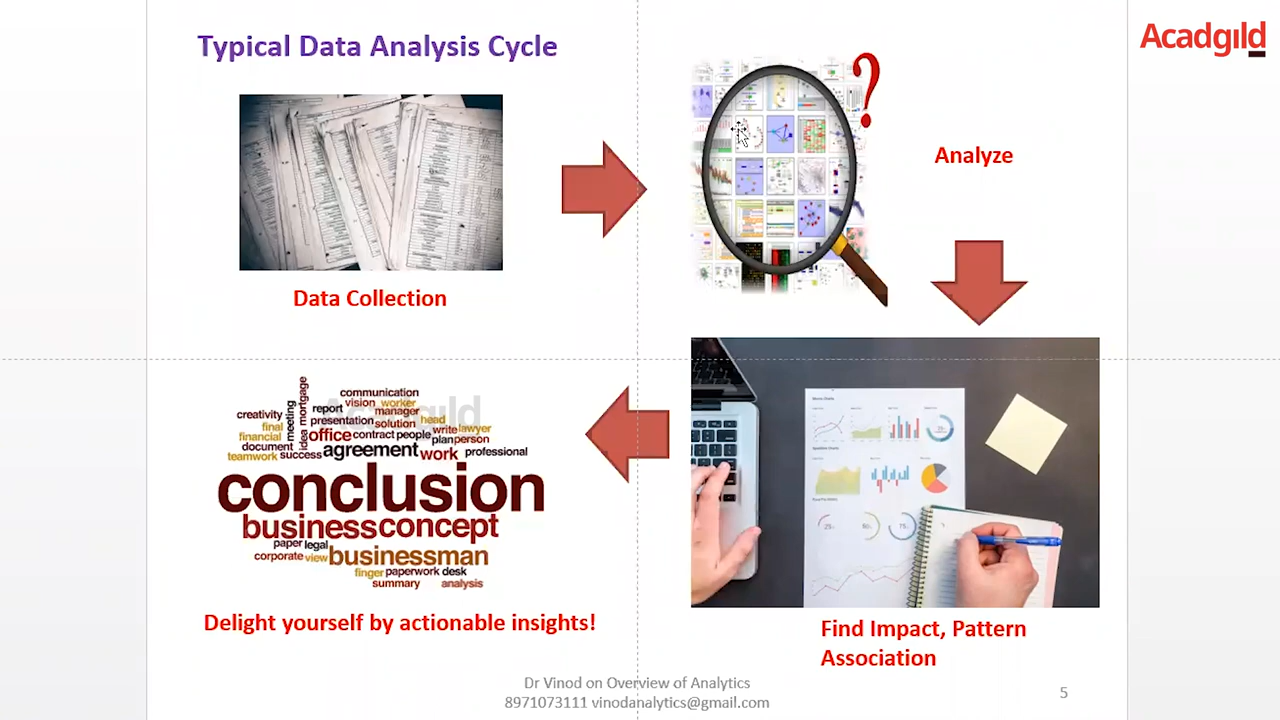 Typical Data Analysis Cycle
Acadgild
Analyze
Data Collection
communication
vision worker
report manager
creativity meeting idea mortgage
presentation solution head
final
office contract people write lawyer
financial
plan person
document
agreement work professional
teamwork success
conclusion
business concept
paper legal
corporate view businessman
finger paperwork desk
summary analysis
Acadgild
Delight yourself by actionable insights!
Find Impact, Pattern
Association
Dr Vinod on Overview of Analytics
8971073111 vinodanalytics@gmail.com
5